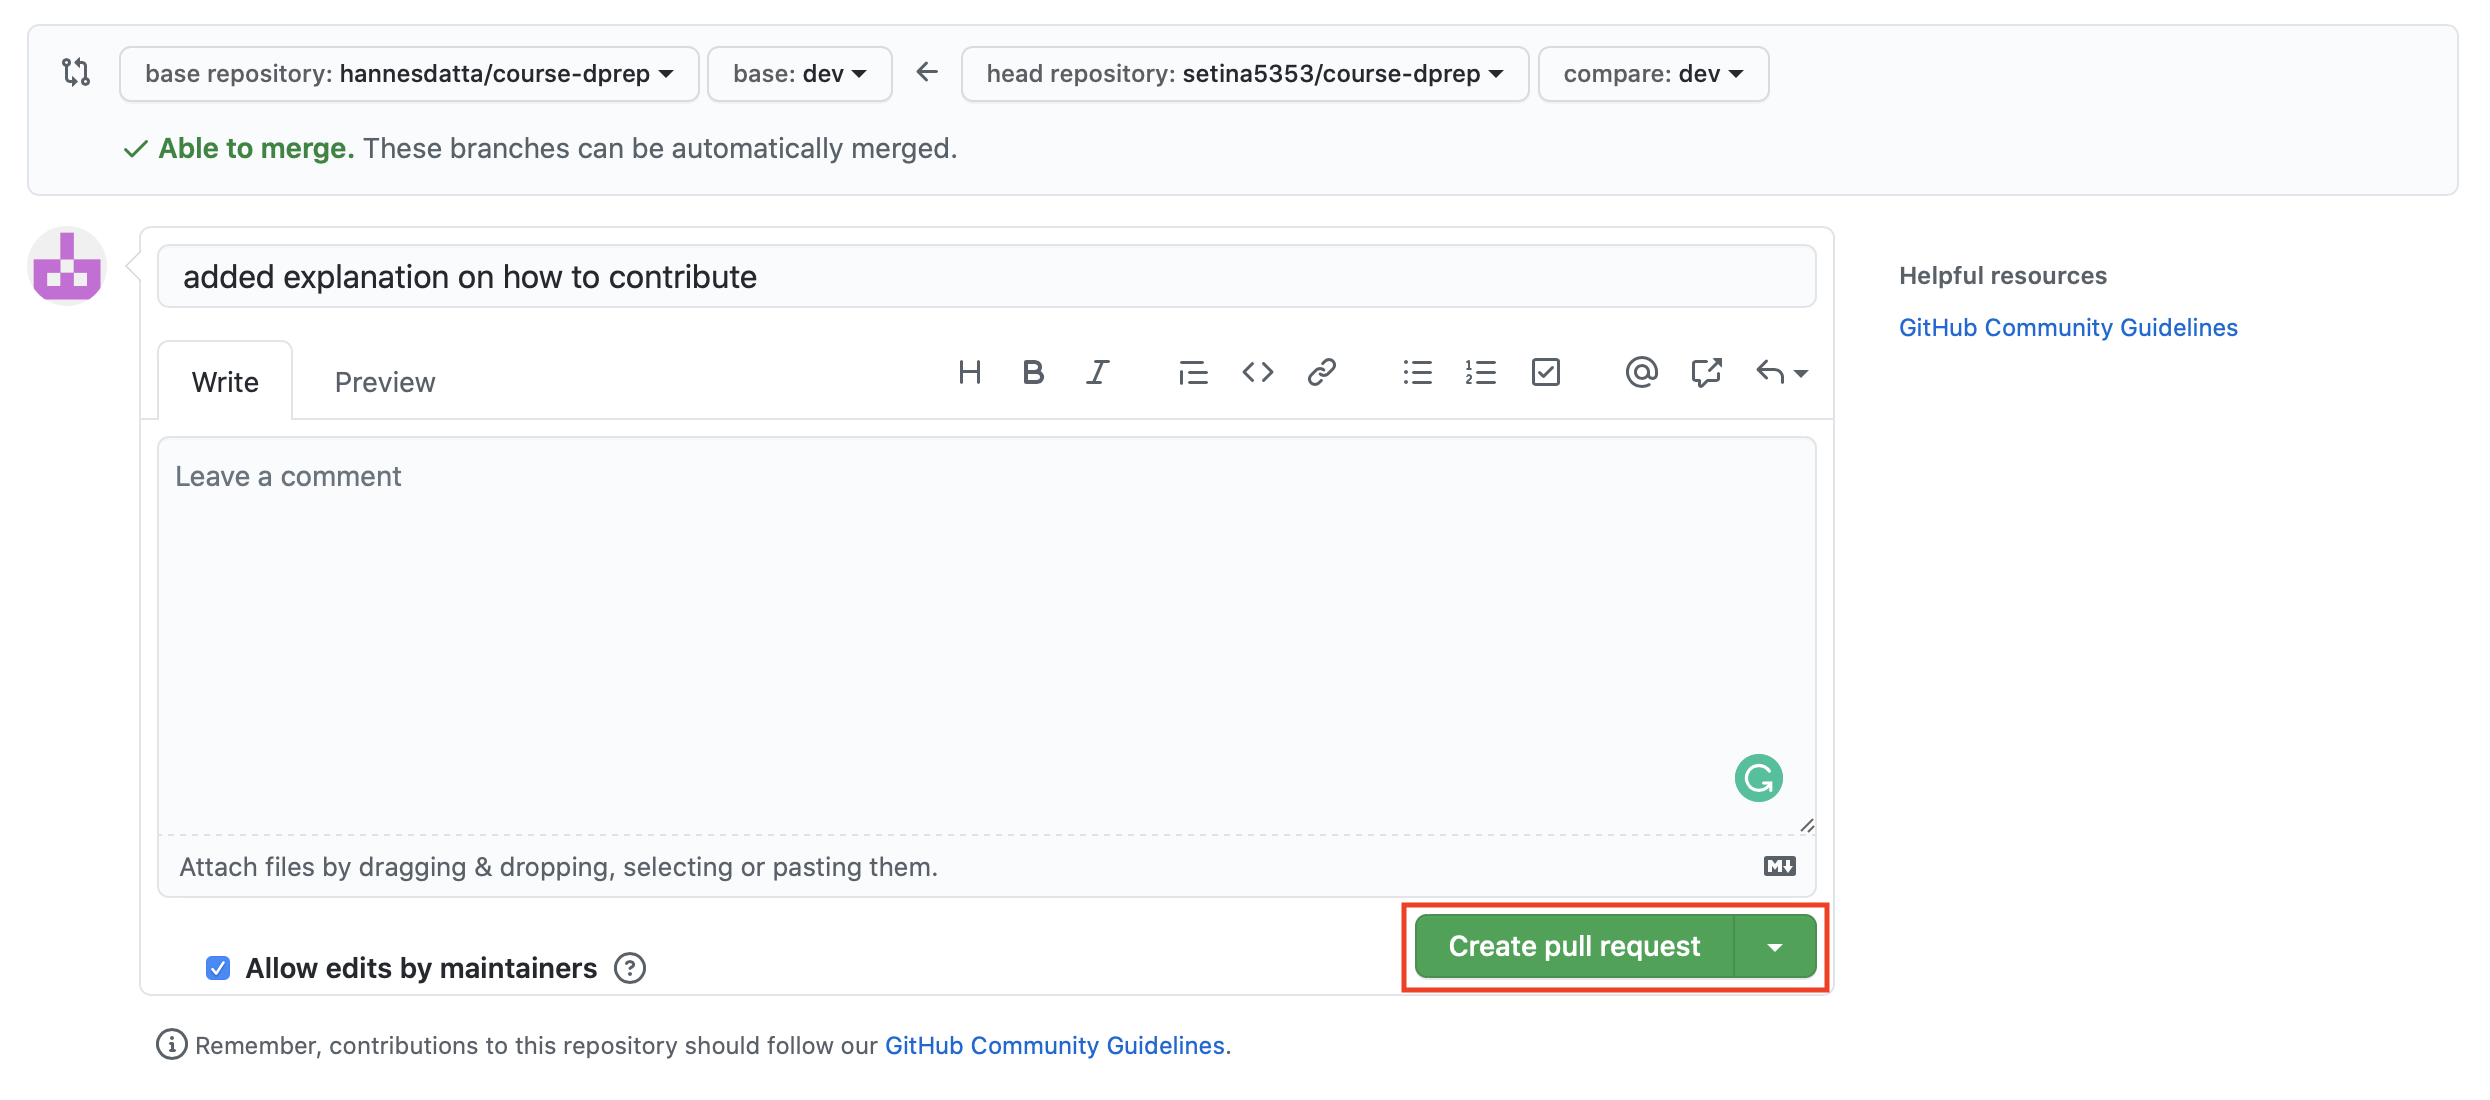 base repository: hannesdatta/course-dprep base: dev head repository: setina5353/course-dprep compare: dev
Able to merge. These branches can be automatically merged.
added explanation on how to contribute
Helpful resources
GitHub Community Guidelines
Write Preview
Leave a comment
Attach files by dragging & dropping, selecting or pasting them.
Create pull request
Allow edits by maintainers
Remember, contributions to this repository should follow our GitHub Community Guidelines.